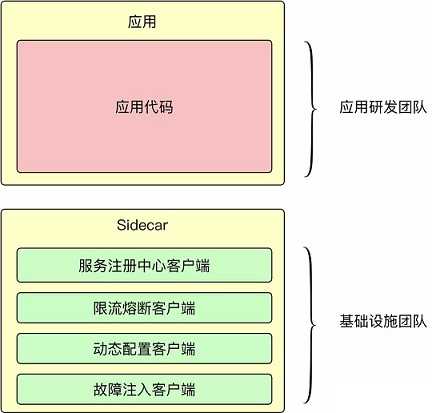 应用
应用代码
应用研发团队
Sidecar
服务注册中心客户端
限流熔断客户端
动态配置客户端
故障注入客户端
基础设施团队